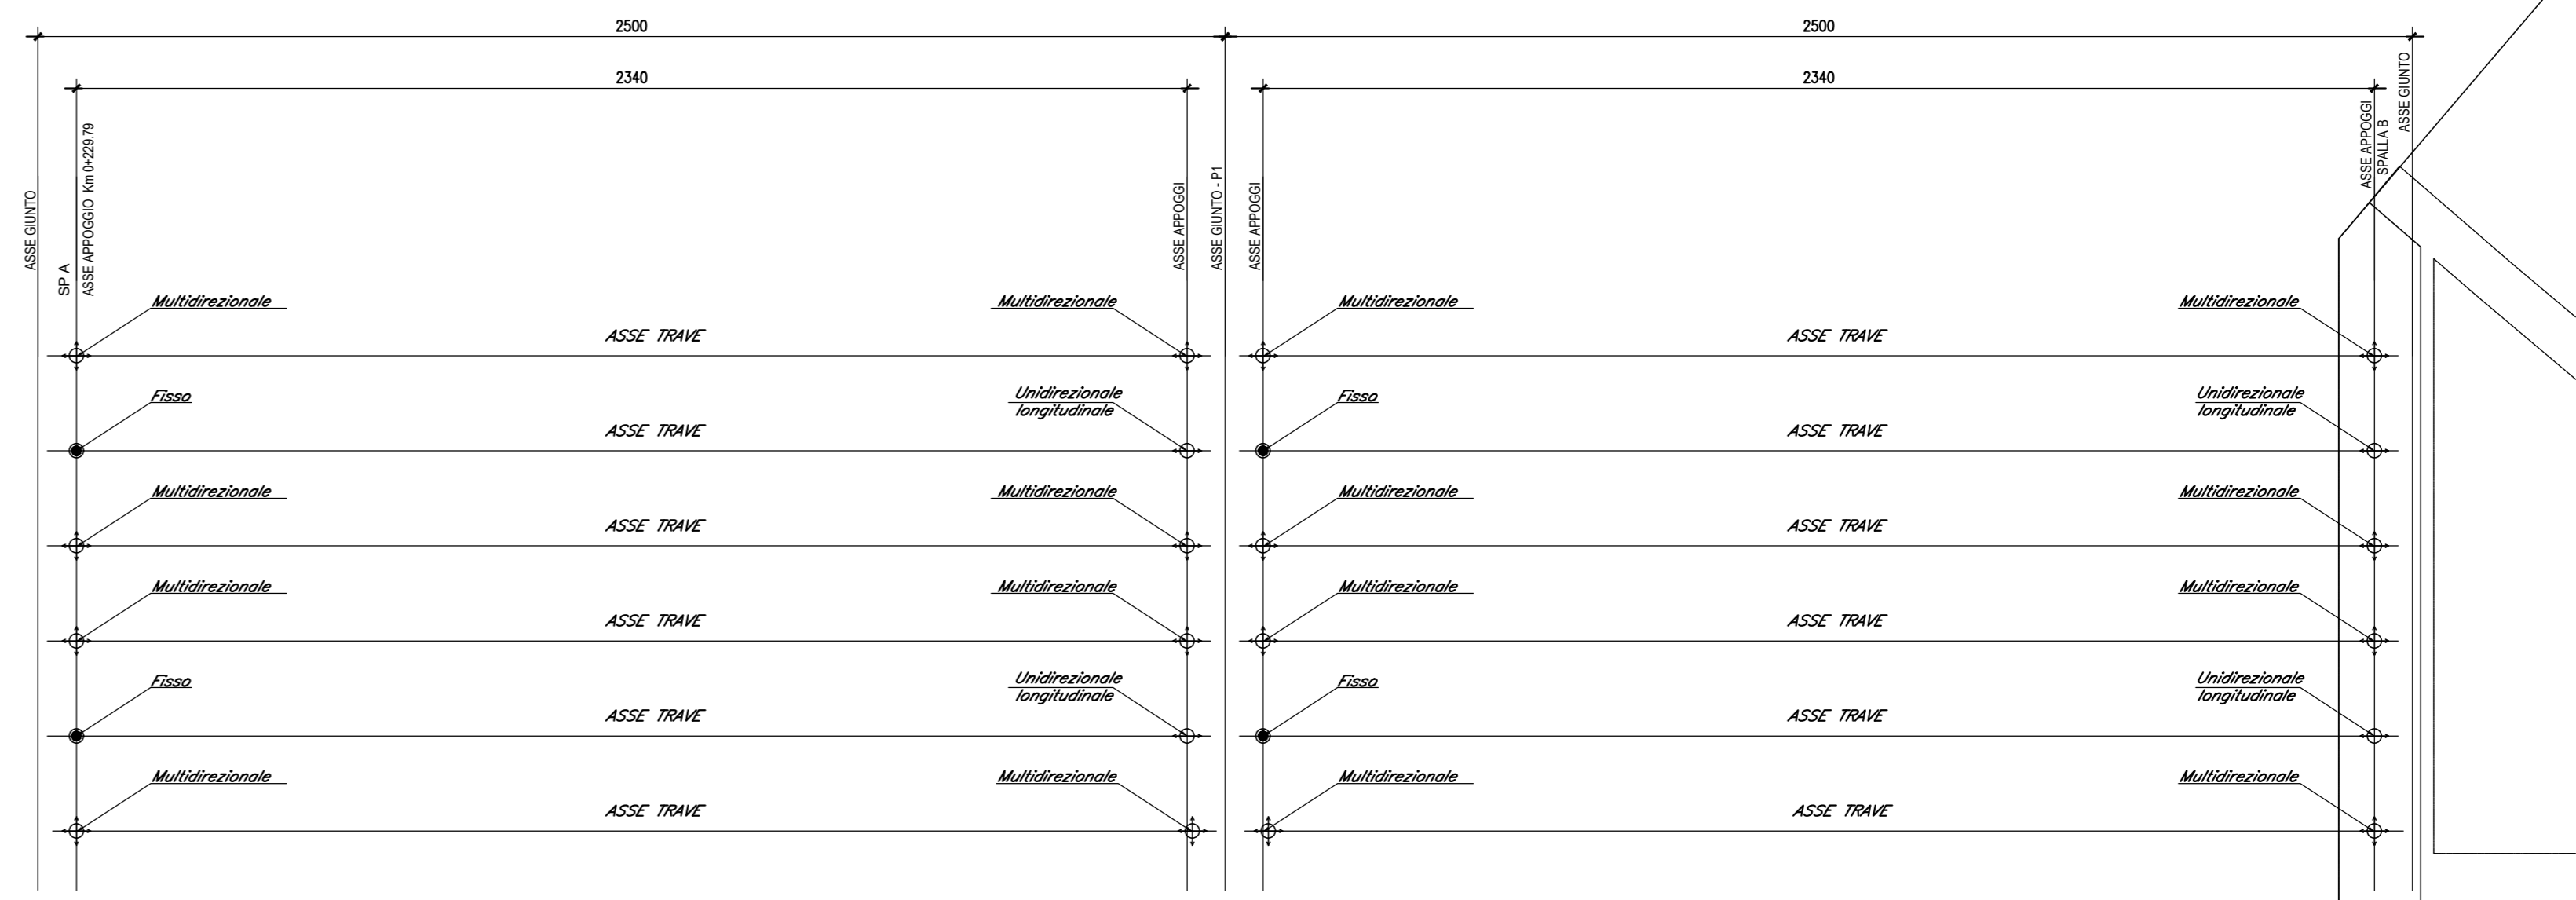 2500
2500
2340
2340
ASSE GIUNTO
SP A
ASSE APPOGGIO Km 0+229.79
ASSE APPOGGI
ASSE GIUNTO - P1
ASSE APPOGGI
ASSE APPOGGI
SPALLA B
ASSE GIUNTO
Multidirezionale
Multidirezionale
Multidirezionale
Multidirezionale
ASSE TRAVE
ASSE TRAVE
Fisso
Unidirezionale
longitudinale
Fisso
Unidirezionale
longitudinale
ASSE TRAVE
ASSE TRAVE
Multidirezionale
Multidirezionale
Multidirezionale
Multidirezionale
ASSE TRAVE
ASSE TRAVE
Multidirezionale
Multidirezionale
Multidirezionale
Multidirezionale
ASSE TRAVE
ASSE TRAVE
Fisso
Unidirezionale
longitudinale
Fisso
Unidirezionale
longitudinale
ASSE TRAVE
ASSE TRAVE
Multidirezionale
Multidirezionale
Multidirezionale
Multidirezionale
ASSE TRAVE
ASSE TRAVE